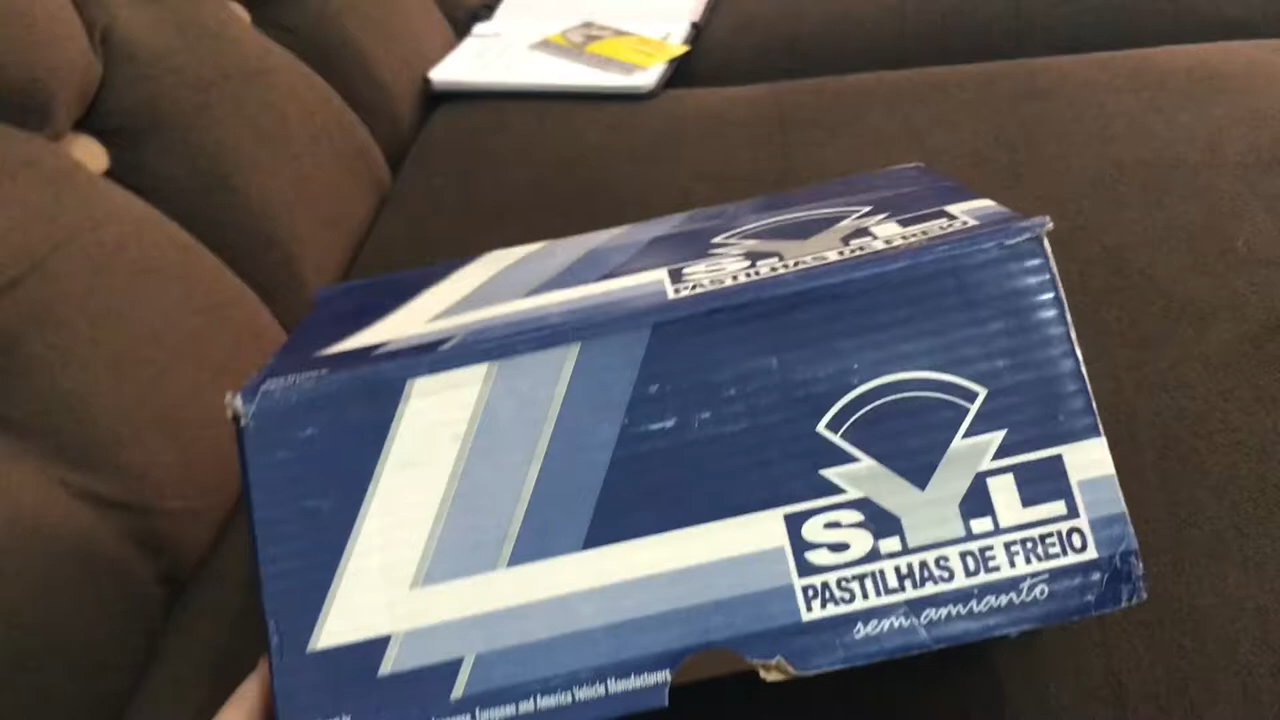 S.Y.L
PASTILHAS DE FREIO
S.Y.L
PASTILHAS DE FREIO
sem amianto
European and America Vehicle Manufacturers